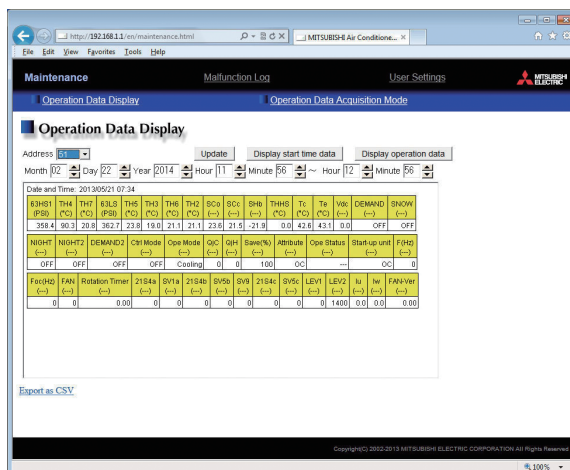 http://192.168.1.1/en/maintenance.html
MITSUBISHI Air Conditione... ×
File Edit View Favorites Tools Help
Maintenance Malfunction Log User Settings MITSUBISHI ELECTRIC
Operation Data Display Operation Data Acquisition Mode
Operation Data Display
Address 51 Update Display start time data Display operation data
Month 02 Day 22 Year 2014 Hour 11 Minute 56 ~ Hour 12 Minute 56
Date and Time: 2013/05/21 07:34
63HS1 (PSI) TH4 (°C) TH7 (°C) 63LS (PSI) TH5 (°C) TH3 (°C) TH6 (°C) TH2 (°C) SCo (---) SCc (---) SHb (---) THHS (°C) Tc (°C) Te (°C) Vdc (---) DEMAND (---) SNOW (---)
358.4 90.3 20.8 362.7 23.8 19.0 21.1 21.1 23.6 21.5 -21.9 0.0 42.6 43.1 0.0 OFF OFF
NIGHT (---) NIGHT2 (---) DEMAND2 (---) Ctrl Mode (---) Ope Mode (---) QjC (---) QjH (---) Save(%) (---) Attribute (---) Ope Status (---) Start-up unit (---) F(Hz) (---)
OFF OFF OFF OFF Cooling 0 0 100 OC --- OC 0
Foc(Hz) (---) FAN (---) Rotation Timer (---) 21S4a (---) SV1a (---) 21S4b (---) SV5b (---) SV9 (---) 21S4c (---) SV5c (---) LEV1 (---) LEV2 (---) Iu (---) Iw (---) FAN-Ver (---)
0 0 0.00 0 0 0 0 0 0 0 0 1400 0.0 0.0 0.00
Export as CSV
Copyright(C) 2002-2013 MITSUBISHI ELECTRIC CORPORATION All Rights Reserved
100%